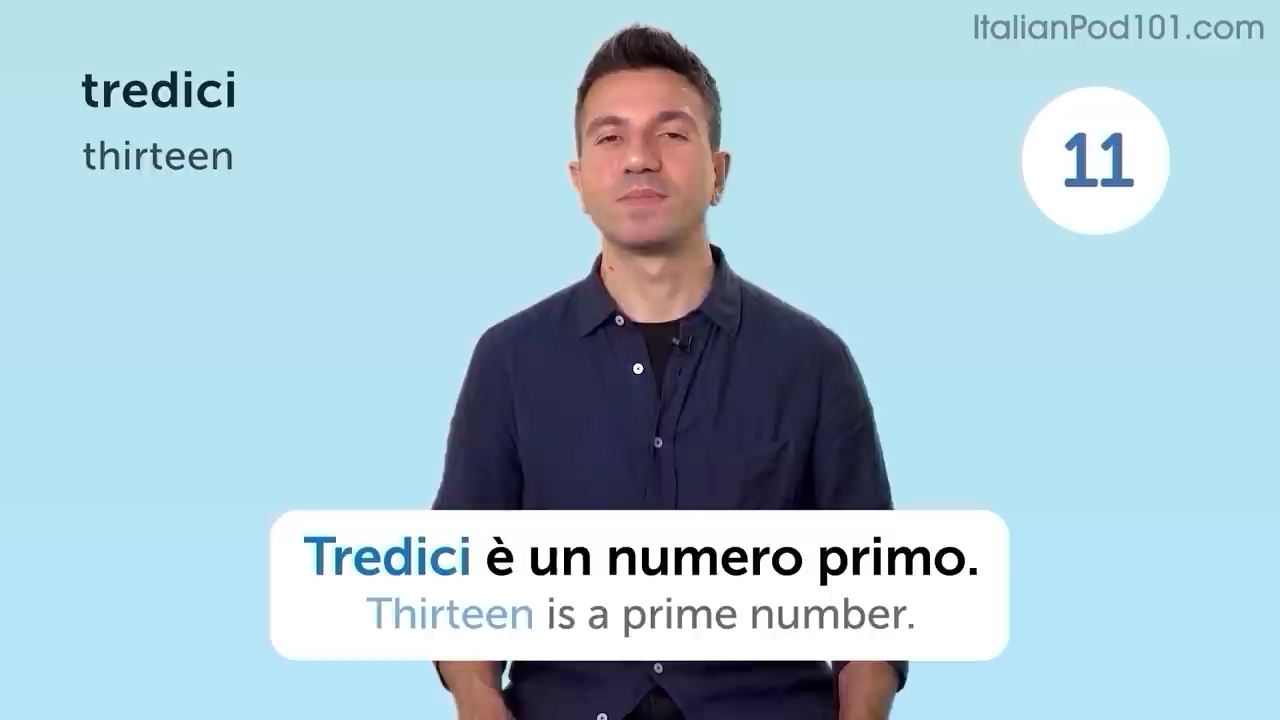 ItalianPod101.com
tredici
thirteen
11
Tredici è un numero primo.
Thirteen is a prime number.